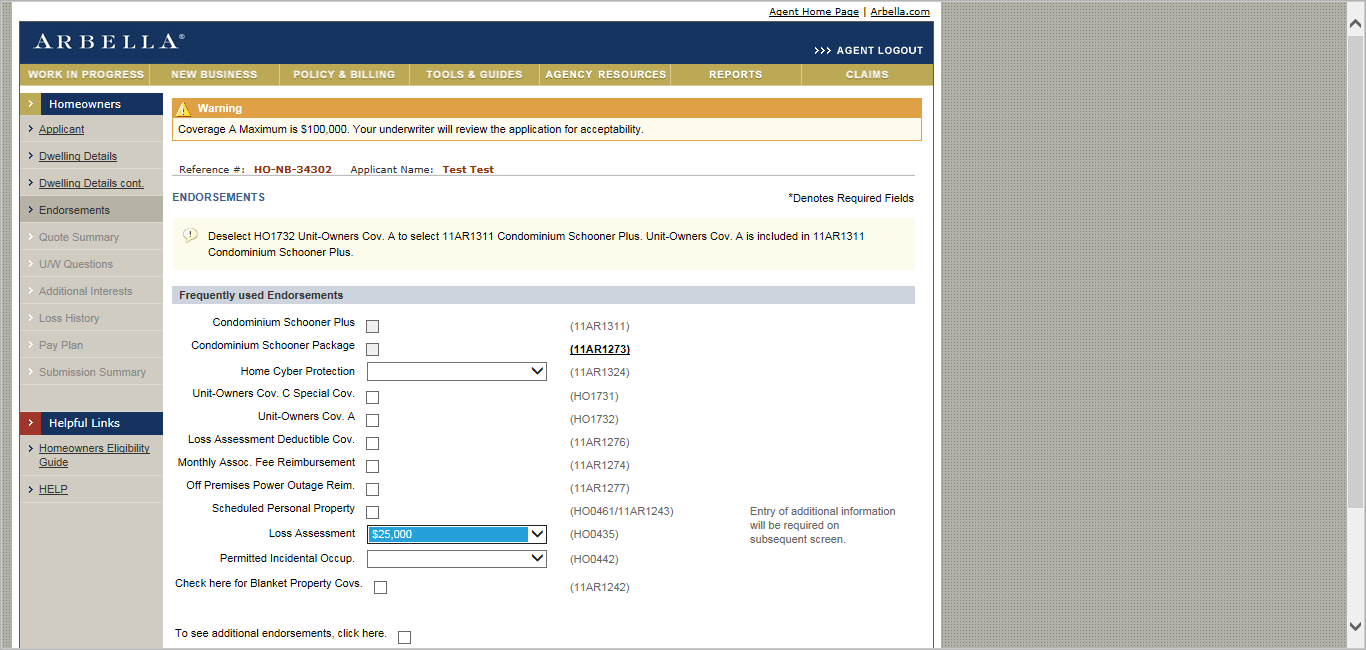 Agent Home Page | Arbella.com
ARBELLA®
>>> AGENT LOGOUT
WORK IN PROGRESS NEW BUSINESS POLICY & BILLING TOOLS & GUIDES AGENCY RESOURCES REPORTS CLAIMS
Homeowners
Applicant
Dwelling Details
Dwelling Details cont.
Endorsements
Quote Summary
U/W Questions
Additional Interests
Loss History
Pay Plan
Submission Summary
Helpful Links
Homeowners Eligibility
Guide
HELP
Warning
Coverage A Maximum is $100,000. Your underwriter will review the application for acceptability.
Reference #: HO-NB-34302 Applicant Name: Test Test
ENDORSEMENTS
*Denotes Required Fields
Deselect HO1732 Unit-Owners Cov. A to select 11AR1311 Condominium Schooner Plus. Unit-Owners Cov. A is included in 11AR1311
Condominium Schooner Plus.
Frequently used Endorsements
Condominium Schooner Plus (11AR1311)
Condominium Schooner Package (11AR1273)
Home Cyber Protection (11AR1324)
Unit-Owners Cov. C Special Cov. (HO1731)
Unit-Owners Cov. A (HO1732)
Loss Assessment Deductible Cov. (11AR1276)
Monthly Assoc. Fee Reimbursement (11AR1274)
Off Premises Power Outage Reim. (11AR1277)
Scheduled Personal Property (HO0461/11AR1243)
Entry of additional information
will be required on
subsequent screen.
Loss Assessment $25,000 (HO0435)
Permitted Incidental Occup. (HO0442)
Check here for Blanket Property Covs. (11AR1242)
To see additional endorsements, click here.